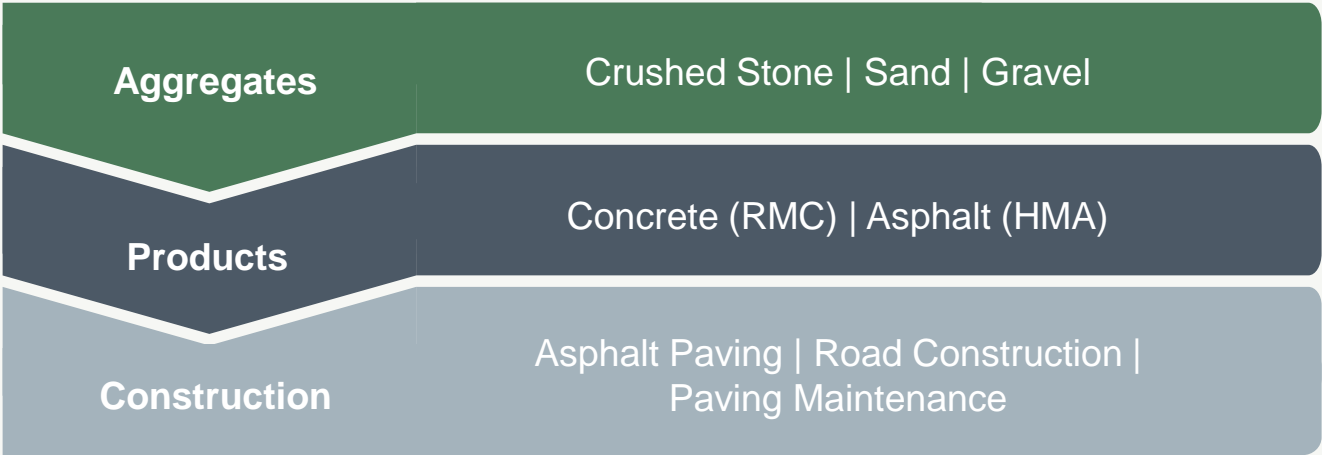 Aggregates
Crushed Stone | Sand | Gravel
Products
Concrete (RMC) | Asphalt (HMA)
Construction
Asphalt Paving | Road Construction |
Paving Maintenance